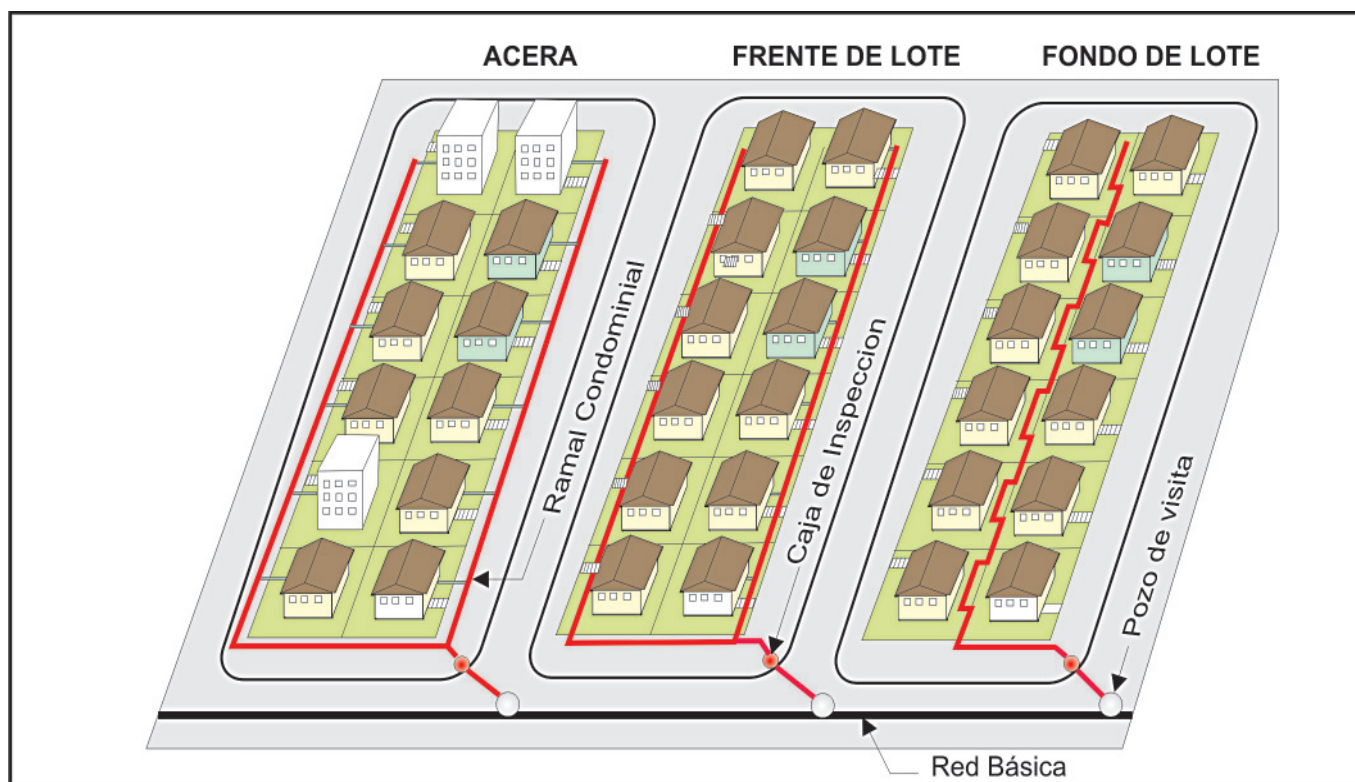 ACERA
FRENTE DE LOTE
FONDO DE LOTE
Ramal Condominial
Caja de Inspeccion
Pozo de visita
Red Básica